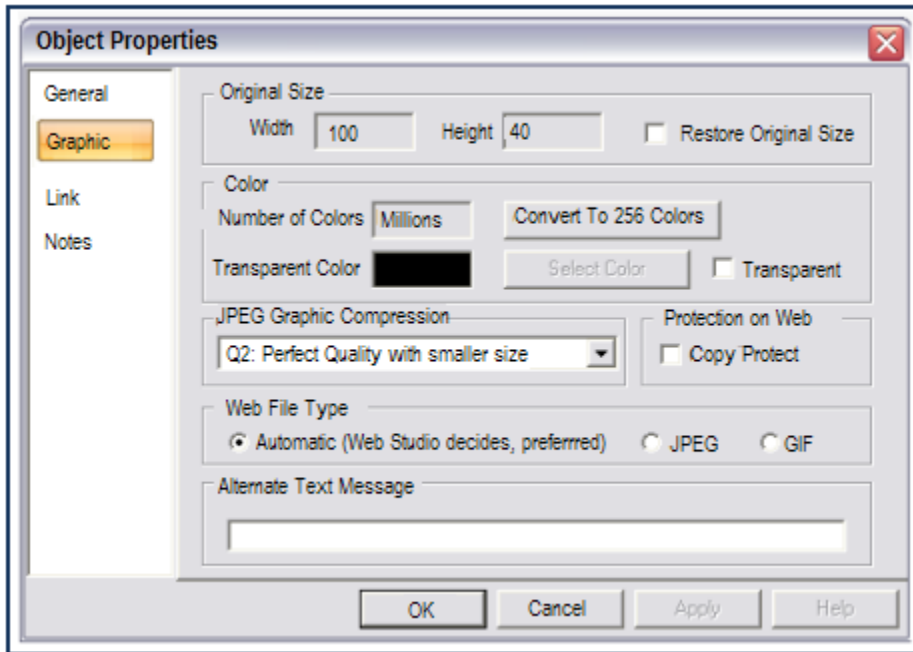 Object Properties
General
Graphic
Link
Notes
Original Size
Width 100 Height 40 Restore Original Size
Color
Number of Colors Millions Convert To 256 Colors
Transparent Color Select Color Transparent
JPEG Graphic Compression
Q2: Perfect Quality with smaller size
Protection on Web
Copy Protect
Web File Type
Automatic (Web Studio decides, preferrred) JPEG GIF
Alternate Text Message
OK Cancel Apply Help